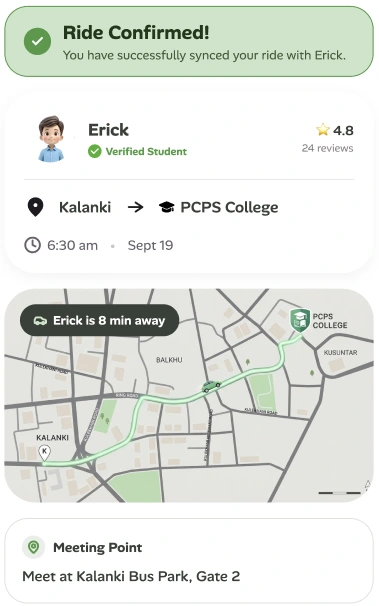 Ride Confirmed!
You have successfully synced your ride with Erick.
Erick
4.8
Verified Student
24 reviews
Kalanki → PCPS College
6:30 am • Sept 19
Erick is 8 min away
PCPS
COLLEGE
BALKHU
KUSUNTAR
RING ROAD
KALANKI
K
Meeting Point
Meet at Kalanki Bus Park, Gate 2